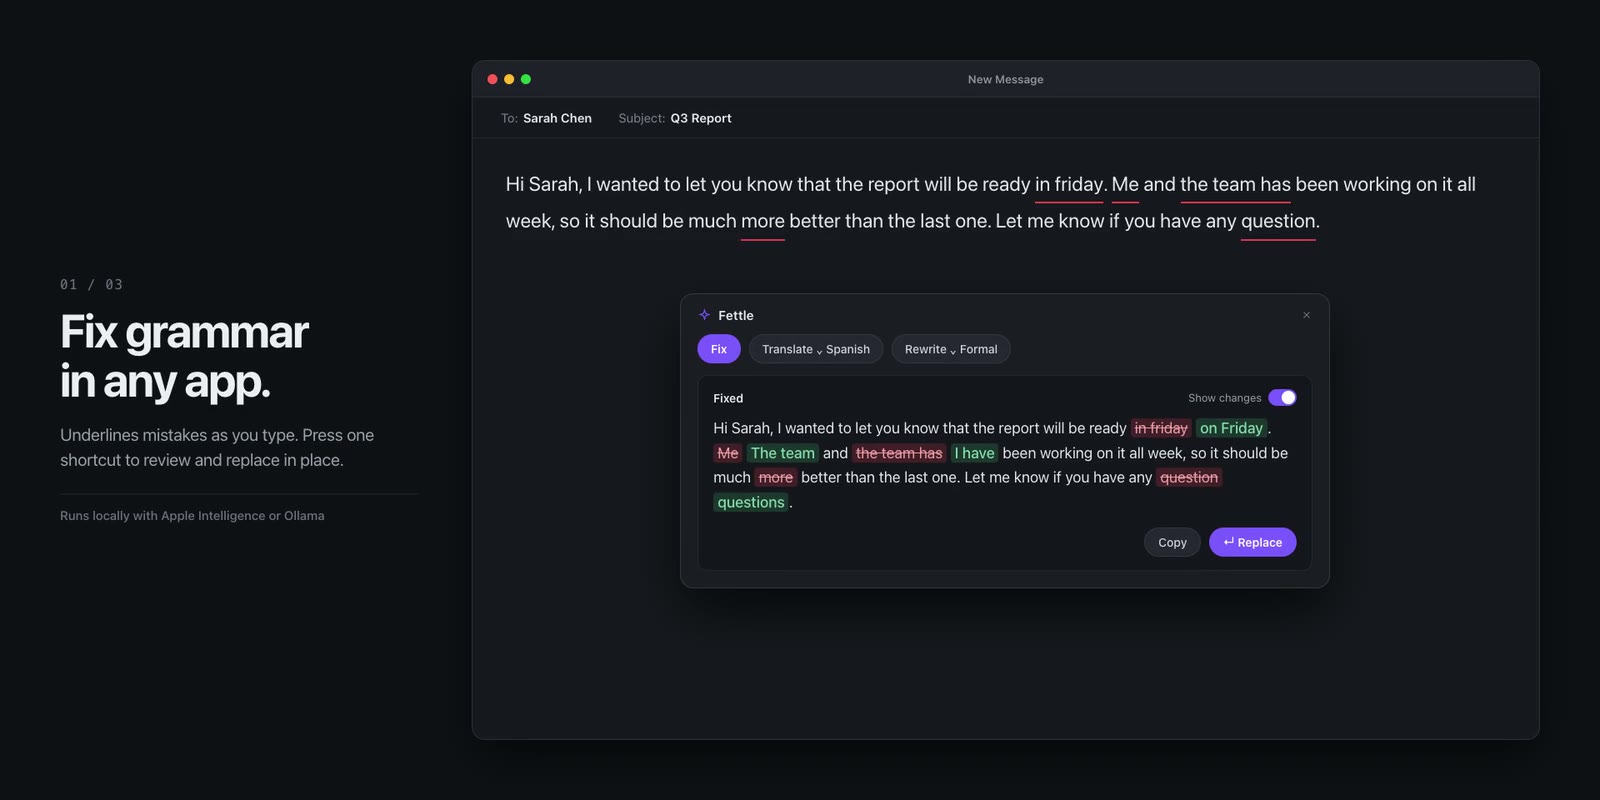 New Message
To: Sarah Chen Subject: Q3 Report
Hi Sarah, I wanted to let you know that the report will be ready in friday. Me and the team has been working on it all
week, so it should be much more better than the last one. Let me know if you have any question.
01 / 03
Fix grammar
in any app.
Underlines mistakes as you type. Press one
shortcut to review and replace in place.
Runs locally with Apple Intelligence or Ollama
Fettle
Fix Translate Spanish Rewrite Formal
Fixed Show changes
Hi Sarah, I wanted to let you know that the report will be ready in friday on Friday.
Me The team and the team has I have been working on it all week, so it should be
much more better than the last one. Let me know if you have any question
questions.
Copy Replace